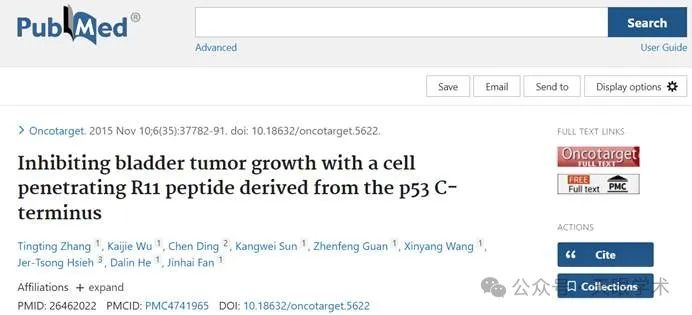 PubMed®
Search
Advanced
User Guide
Save
Email
Send to
Display options
> Oncotarget. 2015 Nov 10;6(35):37782-91. doi: 10.18632/oncotarget.5622.
Inhibiting bladder tumor growth with a cell
penetrating R11 peptide derived from the p53 C-
terminus
Tingting Zhang 1, Kaijie Wu 1, Chen Ding 2, Kangwei Sun 1, Zhenfeng Guan 1, Xinyang Wang 1,
Jer-Tsong Hsieh 3, Dalin He 1, Jinhai Fan 1
Affiliations + expand
PMID: 26462022 PMCID: PMC4741965 DOI: 10.18632/oncotarget.5622
FULL TEXT LINKS
Oncotarget
FULL TEXT
FREE
Full text
PMC
ACTIONS
Cite
Collections
公众号
学术